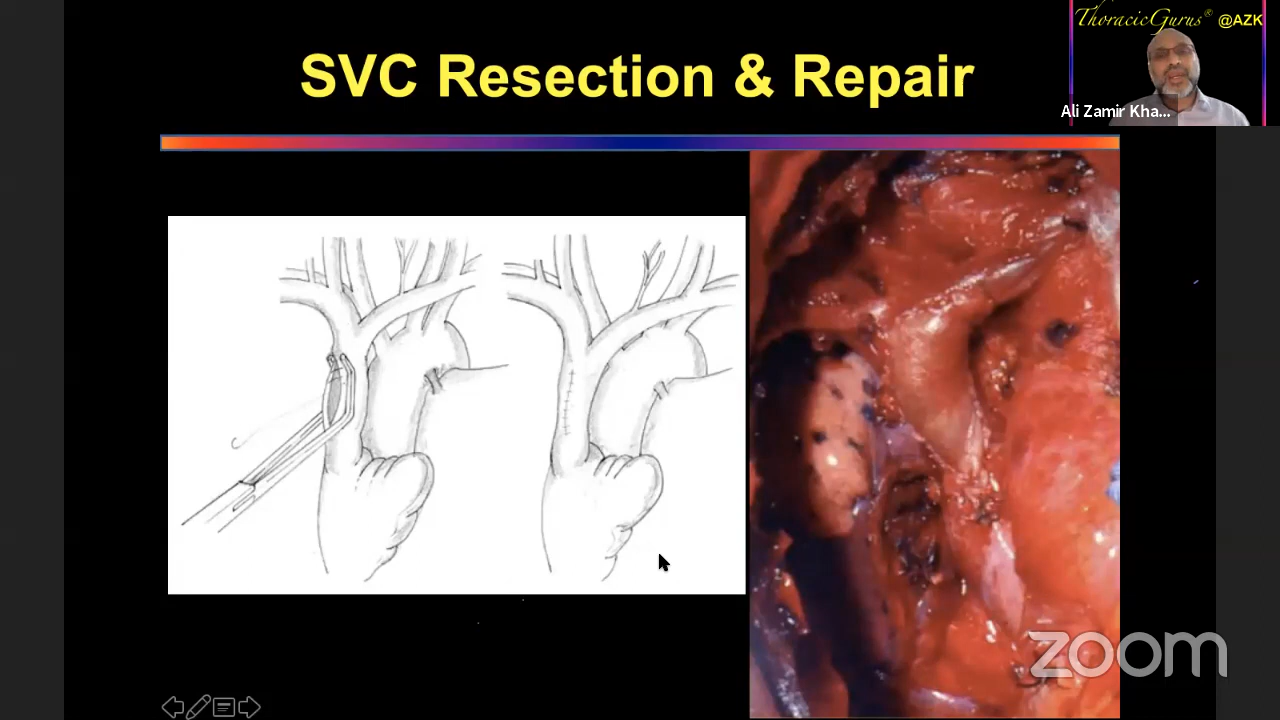 ThoracicGurus® @AZK
SVC Resection & Repair
Ali Zamir Kha...
zoom